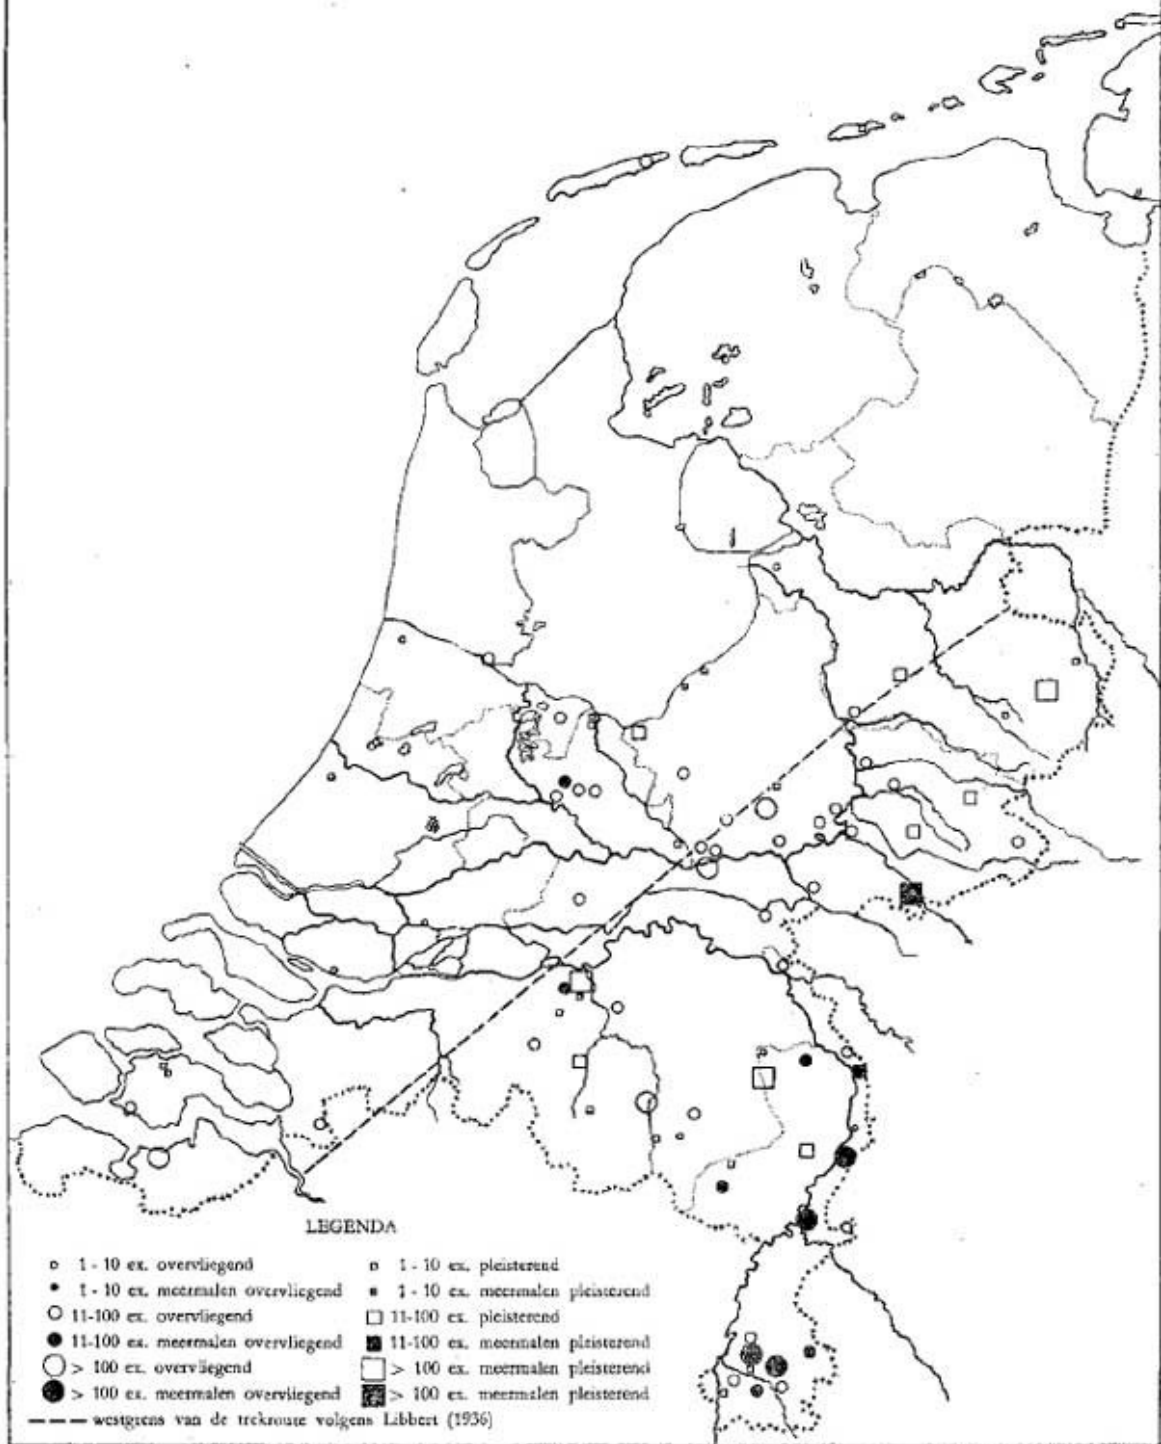 LEGENDA
1 - 10 ex. overvliegend
1 - 10 ex. meermalen overvliegend
11-100 ex. overvliegend
11-100 ex. meermalen overvliegend
> 100 ex. overvliegend
> 100 ex. meermalen overvliegend
1 - 10 ex. pleisterend
1 - 10 ex. meermalen pleisterend
11-100 ex. pleisterend
11-100 ex. meermalen pleisterend
> 100 ex. meermalen pleisterend
> 100 ex. meermalen pleisterend
westgrens van de trekroute volgens Libbert (1936)